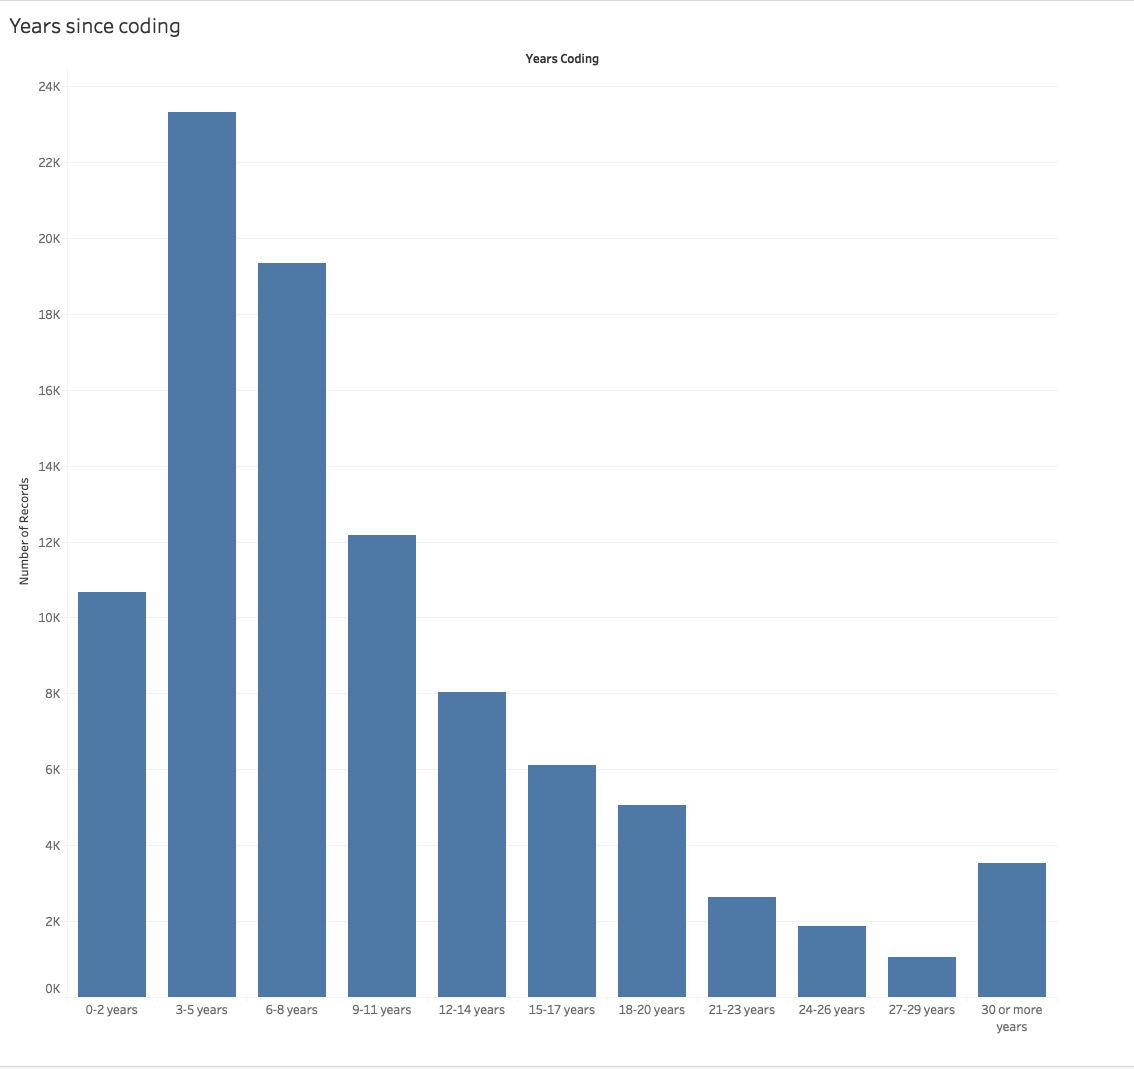 Years since coding
Years Coding
24K
22K
20K
18K
16K
14K
12K
10K
8K
6K
4K
2K
0K
Number of Records
0-2 years
3-5 years
6-8 years
9-11 years
12-14 years
15-17 years
18-20 years
21-23 years
24-26 years
27-29 years
30 or more
years